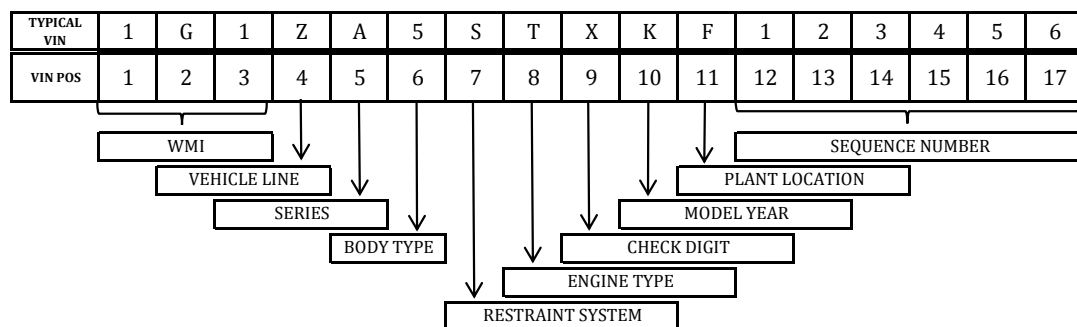 TYPICAL VIN 1 G 1 Z A 5 S T X K F 1 2 3 4 5 6
VIN POS 1 2 3 4 5 6 7 8 9 10 11 12 13 14 15 16 17
WMI SEQUENCE NUMBER
VEHICLE LINE PLANT LOCATION
SERIES MODEL YEAR
BODY TYPE CHECK DIGIT
ENGINE TYPE
RESTRAINT SYSTEM